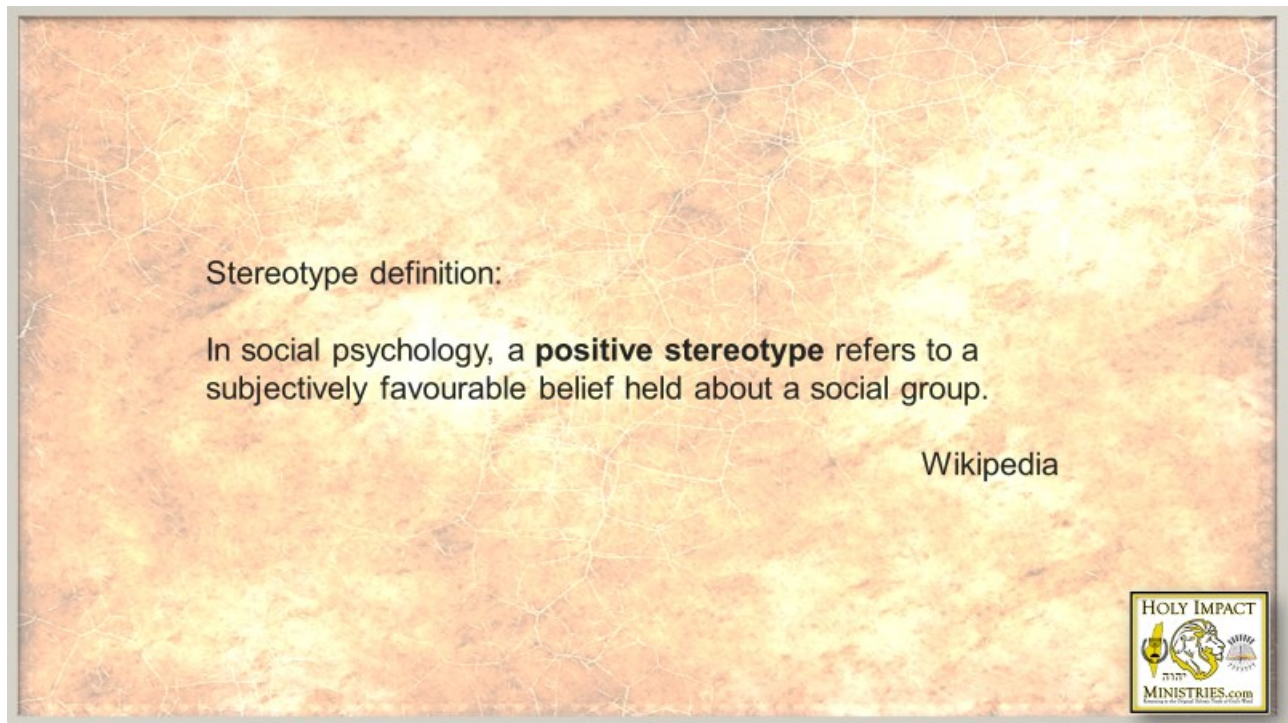 Stereotype definition:
In social psychology, a positive stereotype refers to a
subjectively favourable belief held about a social group.
Wikipedia
HOLY IMPACT
יהוה
MINISTRIES.com